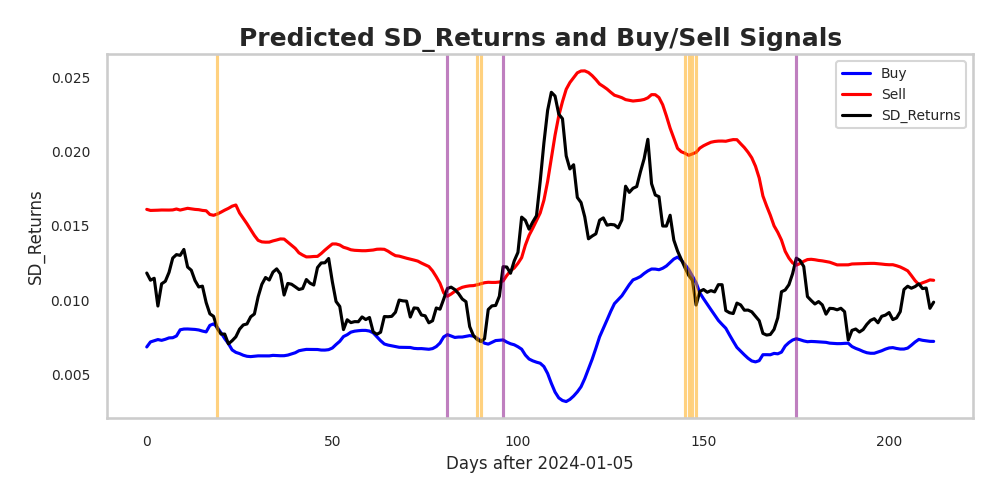 Predicted SD_Returns and Buy/Sell Signals
Buy
Sell
SD_Returns
0.025
0.020
0.015
0.010
0.005
SD_Returns
0 50 100 150 200
Days after 2024-01-05